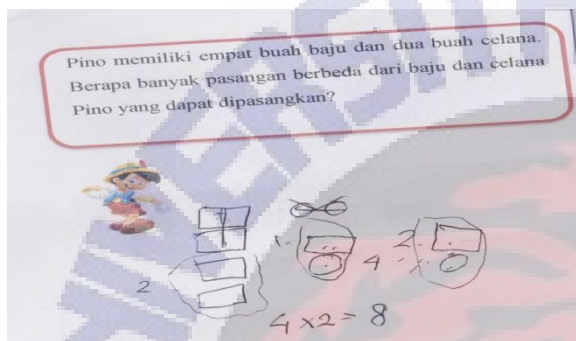 Pino memiliki empat buah baju dan dua buah celana.
Berapa banyak pasangan berbeda dari baju dan celana
Pino yang dapat dipasangkan?
1.
2.
4
2
4 x 2 = 8